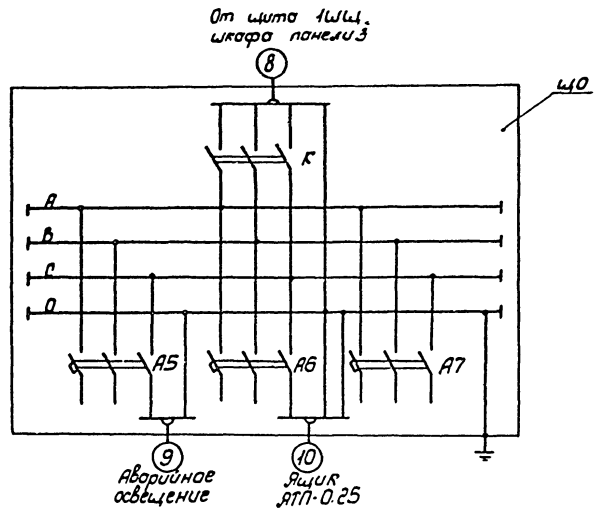 От щита 1ШЩ.
шкафа панели 3
8
ЩО
К
А
В
С
О
А5
А6
А7
9
10
Аварийное
освещение
Ящик
ЯТП-0.25